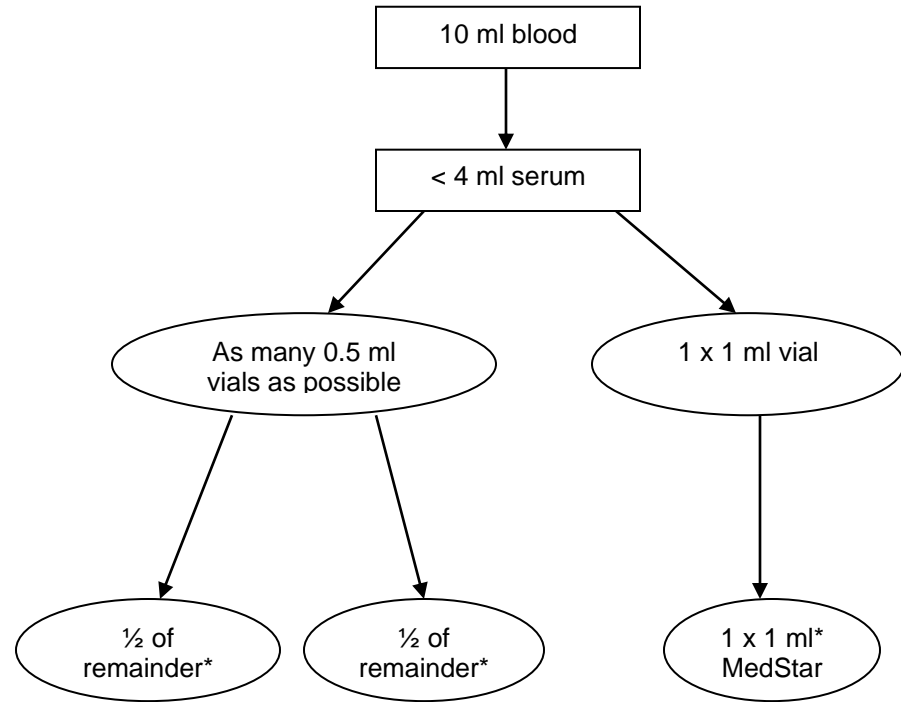 10 ml blood
< 4 ml serum
As many 0.5 ml
vials as possible
1 x 1 ml vial
½ of
remainder*
½ of
remainder*
1 x 1 ml*
MedStar